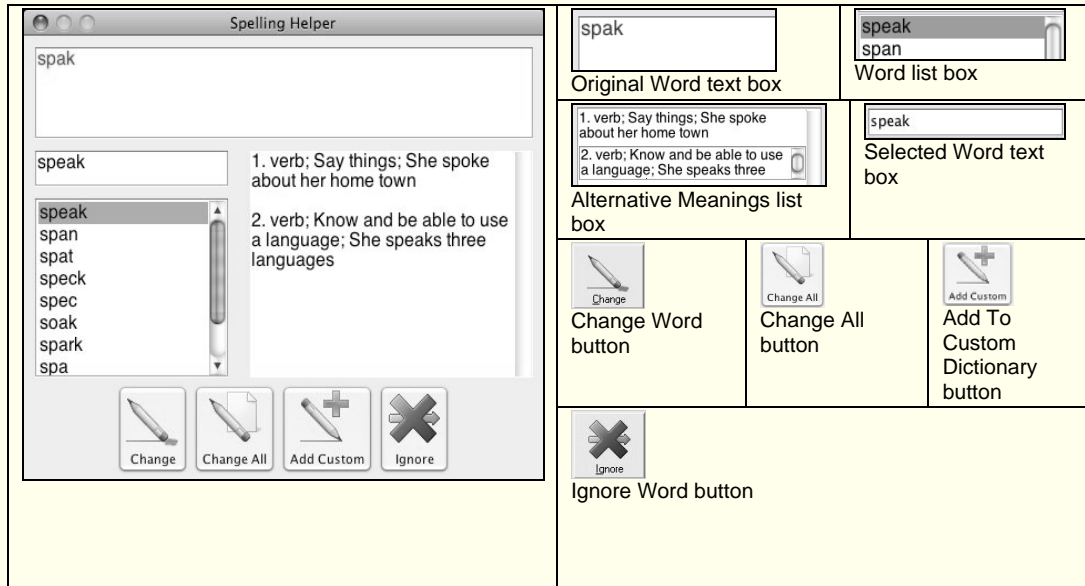 Spelling Helper
spak
speak
speak
span
spat
speck
spec
soak
spark
spa
1. verb; Say things; She spoke
about her home town
2. verb; Know and be able to use
a language; She speaks three
languages
Change
Change All
Add Custom
Ignore
spak
Original Word text box
speak
span
Word list box
1. verb; Say things; She spoke
about her home town
2. verb; Know and be able to use
a language; She speaks three
Alternative Meanings list
box
speak
Selected Word text
box
Change
Change Word
button
Change All
Change All
button
Add Custom
Add To
Custom
Dictionary
button
Ignore
Ignore Word button